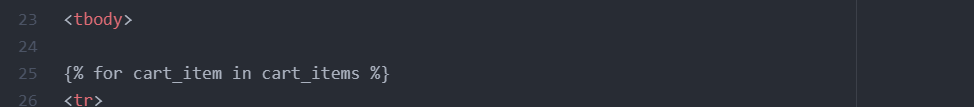 23 <tbody>
24
25 {% for cart_item in cart_items %}
26 <tr>